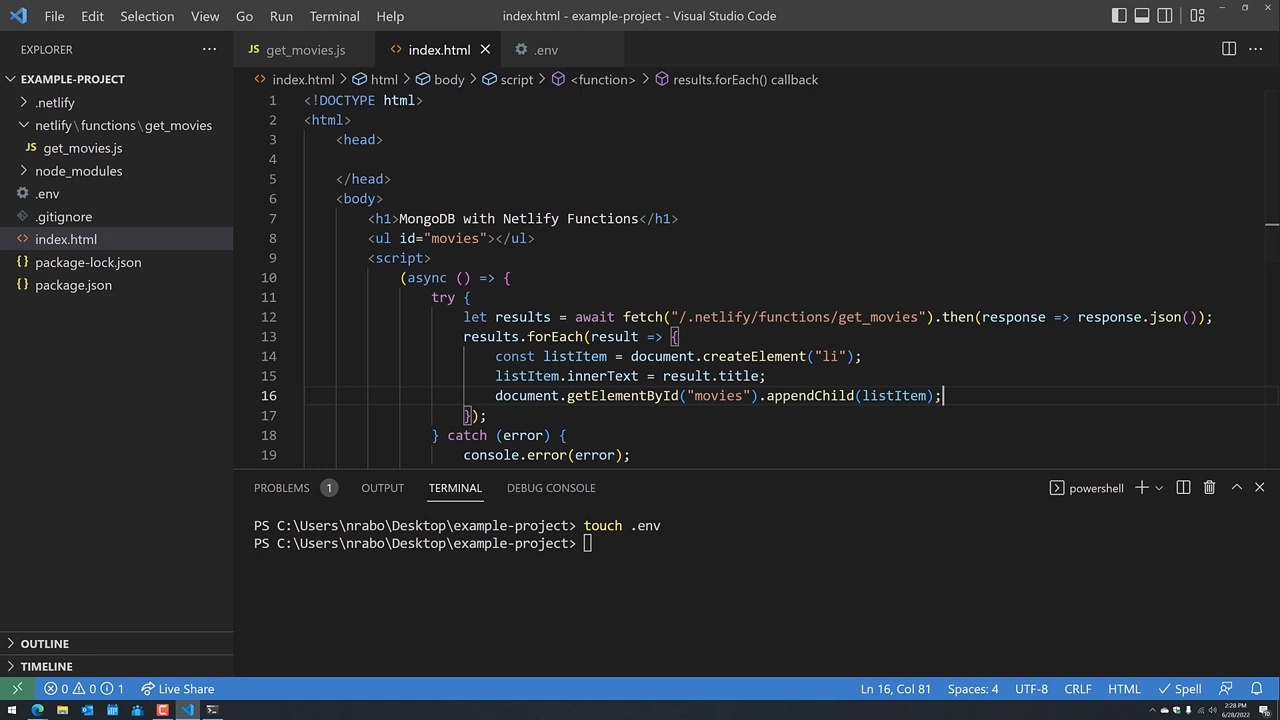 File Edit Selection View Go Run Terminal Help
index.html - example-project - Visual Studio Code
EXPLORER
EXAMPLE-PROJECT
.netlify
netlify\functions\get_movies
JS get_movies.js
node_modules
.env
.gitignore
index.html
package-lock.json
package.json
OUTLINE
TIMELINE
JS get_movies.js
index.html
.env
index.html > html > body > script > <function> > results.forEach() callback
1 <!DOCTYPE html>
2 <html>
3 <head>
4
5 </head>
6 <body>
7 <h1>MongoDB with Netlify Functions</h1>
8 <ul id="movies"></ul>
9 <script>
10 (async () => {
11 try {
12 let results = await fetch("/.netlify/functions/get_movies").then(response => response.json());
13 results.forEach(result => {
14 const listItem = document.createElement("li");
15 listItem.innerText = result.title;
16 document.getElementById("movies").appendChild(listItem);
17 });
18 } catch (error) {
19 console.error(error);
PROBLEMS 1 OUTPUT TERMINAL DEBUG CONSOLE
powershell
PS C:\Users\nrabo\Desktop\example-project> touch .env
PS C:\Users\nrabo\Desktop\example-project>
0 0 1 Live Share
Ln 16, Col 81 Spaces: 4 UTF-8 CRLF HTML Spell
2:28 PM
6/28/2022